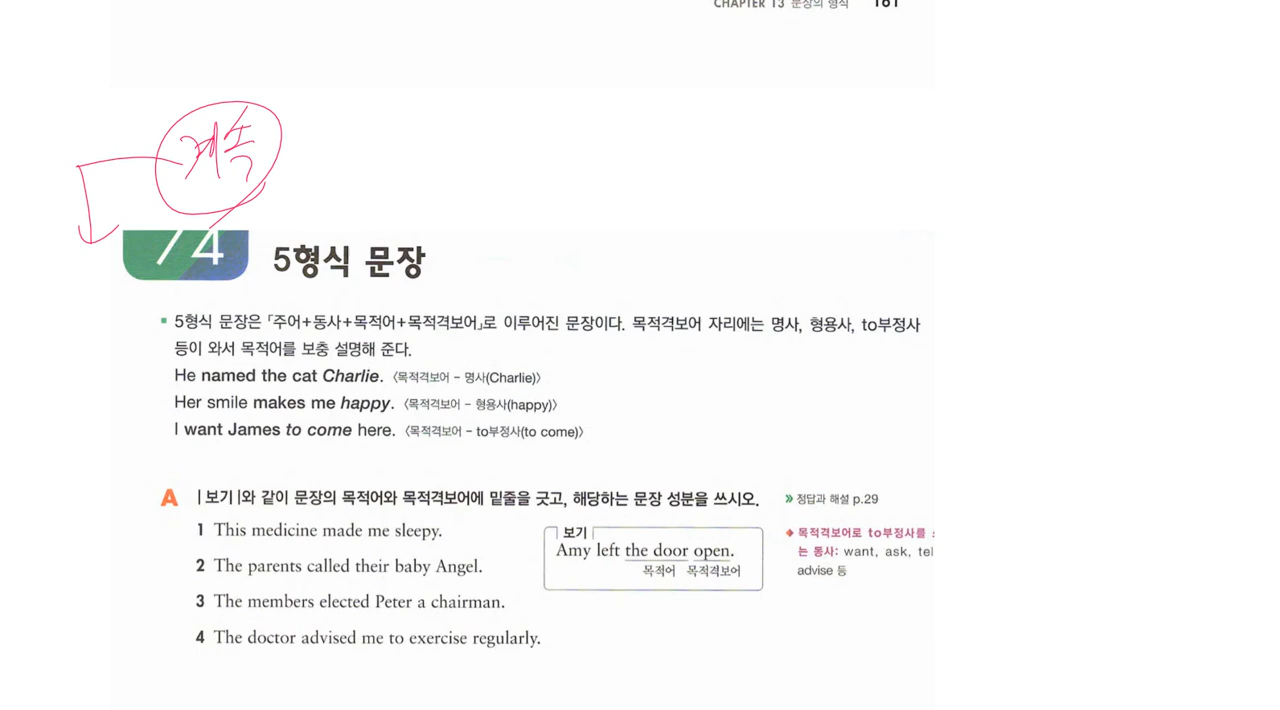 CHAPTER 13 문장의 형식 161
계속
74 5형식 문장
▪ 5형식 문장은 「주어+동사+목적어+목적격보어」로 이루어진 문장이다. 목적격보어 자리에는 명사, 형용사, to부정사
등이 와서 목적어를 보충 설명해 준다.
He named the cat Charlie. 〈목적격보어 – 명사(Charlie)〉
Her smile makes me happy. 〈목적격보어 – 형용사(happy)〉
I want James to come here. 〈목적격보어 – to부정사(to come)〉
A |보기|와 같이 문장의 목적어와 목적격보어에 밑줄을 긋고, 해당하는 문장 성분을 쓰시오.
» 정답과 해설 p.29
1 This medicine made me sleepy.
2 The parents called their baby Angel.
3 The members elected Peter a chairman.
4 The doctor advised me to exercise regularly.
보기
Amy left the door open.
목적어 목적격보어
◆ 목적격보어로 to부정사를
는 동사: want, ask, tel
advise 등